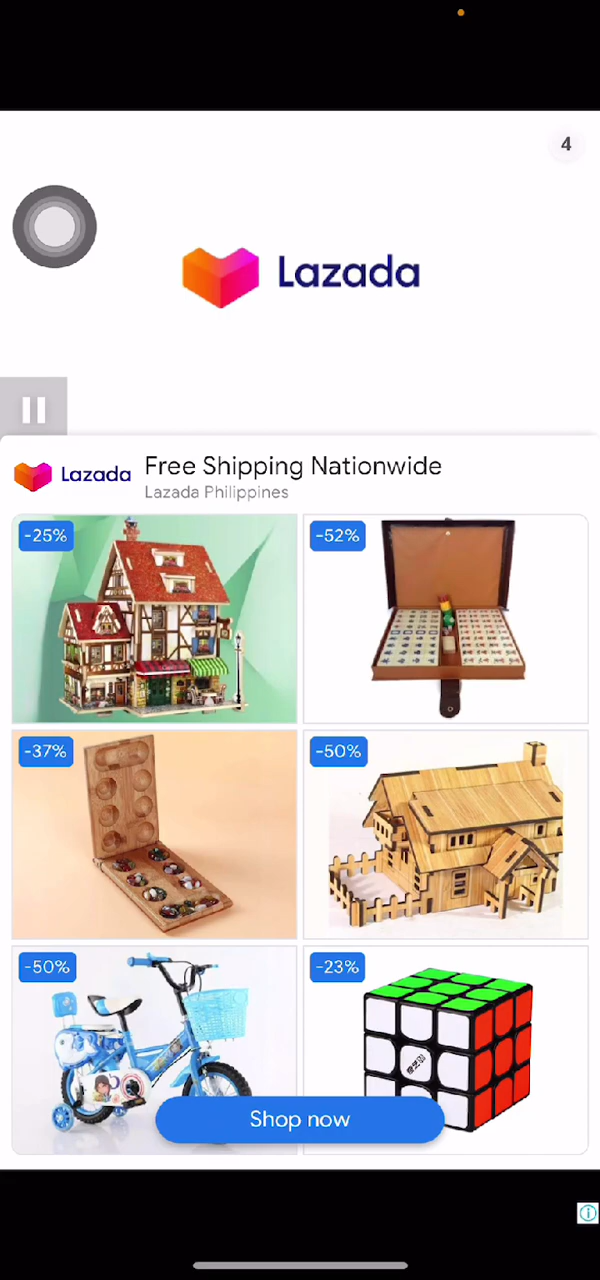 4
Lazada
Lazada
Free Shipping Nationwide
Lazada Philippines
-25%
-52%
-37%
-50%
-50%
-23%
Shop now